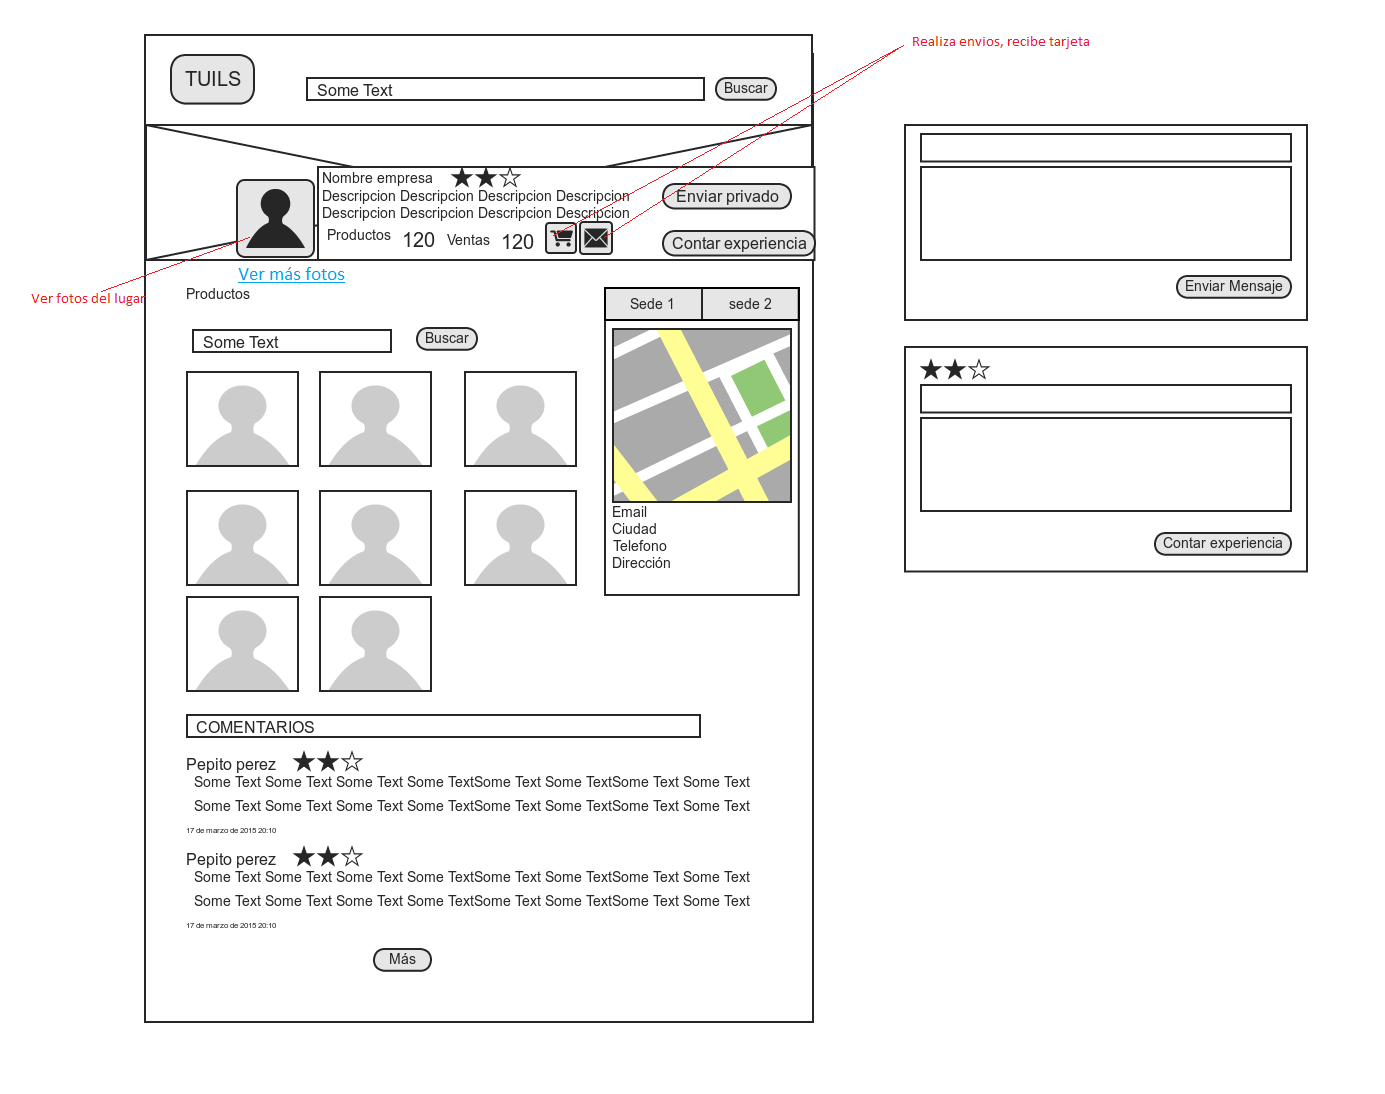 Realiza envios, recibe tarjeta
TUILS
Some Text
Buscar
Nombre empresa
Descripcion Descripcion Descripcion Descripcion
Descripcion Descripcion Descripcion Descripcion
Productos 120 Ventas 120
Enviar privado
Contar experiencia
Ver más fotos
Ver fotos del lugar
Productos
Some Text
Buscar
Sede 1
sede 2
Email
Ciudad
Telefono
Dirección
COMENTARIOS
Pepito perez
Some Text Some Text Some Text Some TextSome Text Some TextSome Text Some Text
Some Text Some Text Some Text Some TextSome Text Some TextSome Text Some Text
17 de marzo de 2015 20:10
Pepito perez
Some Text Some Text Some Text Some TextSome Text Some TextSome Text Some Text
Some Text Some Text Some Text Some TextSome Text Some TextSome Text Some Text
17 de marzo de 2015 20:10
Más
Enviar Mensaje
Contar experiencia